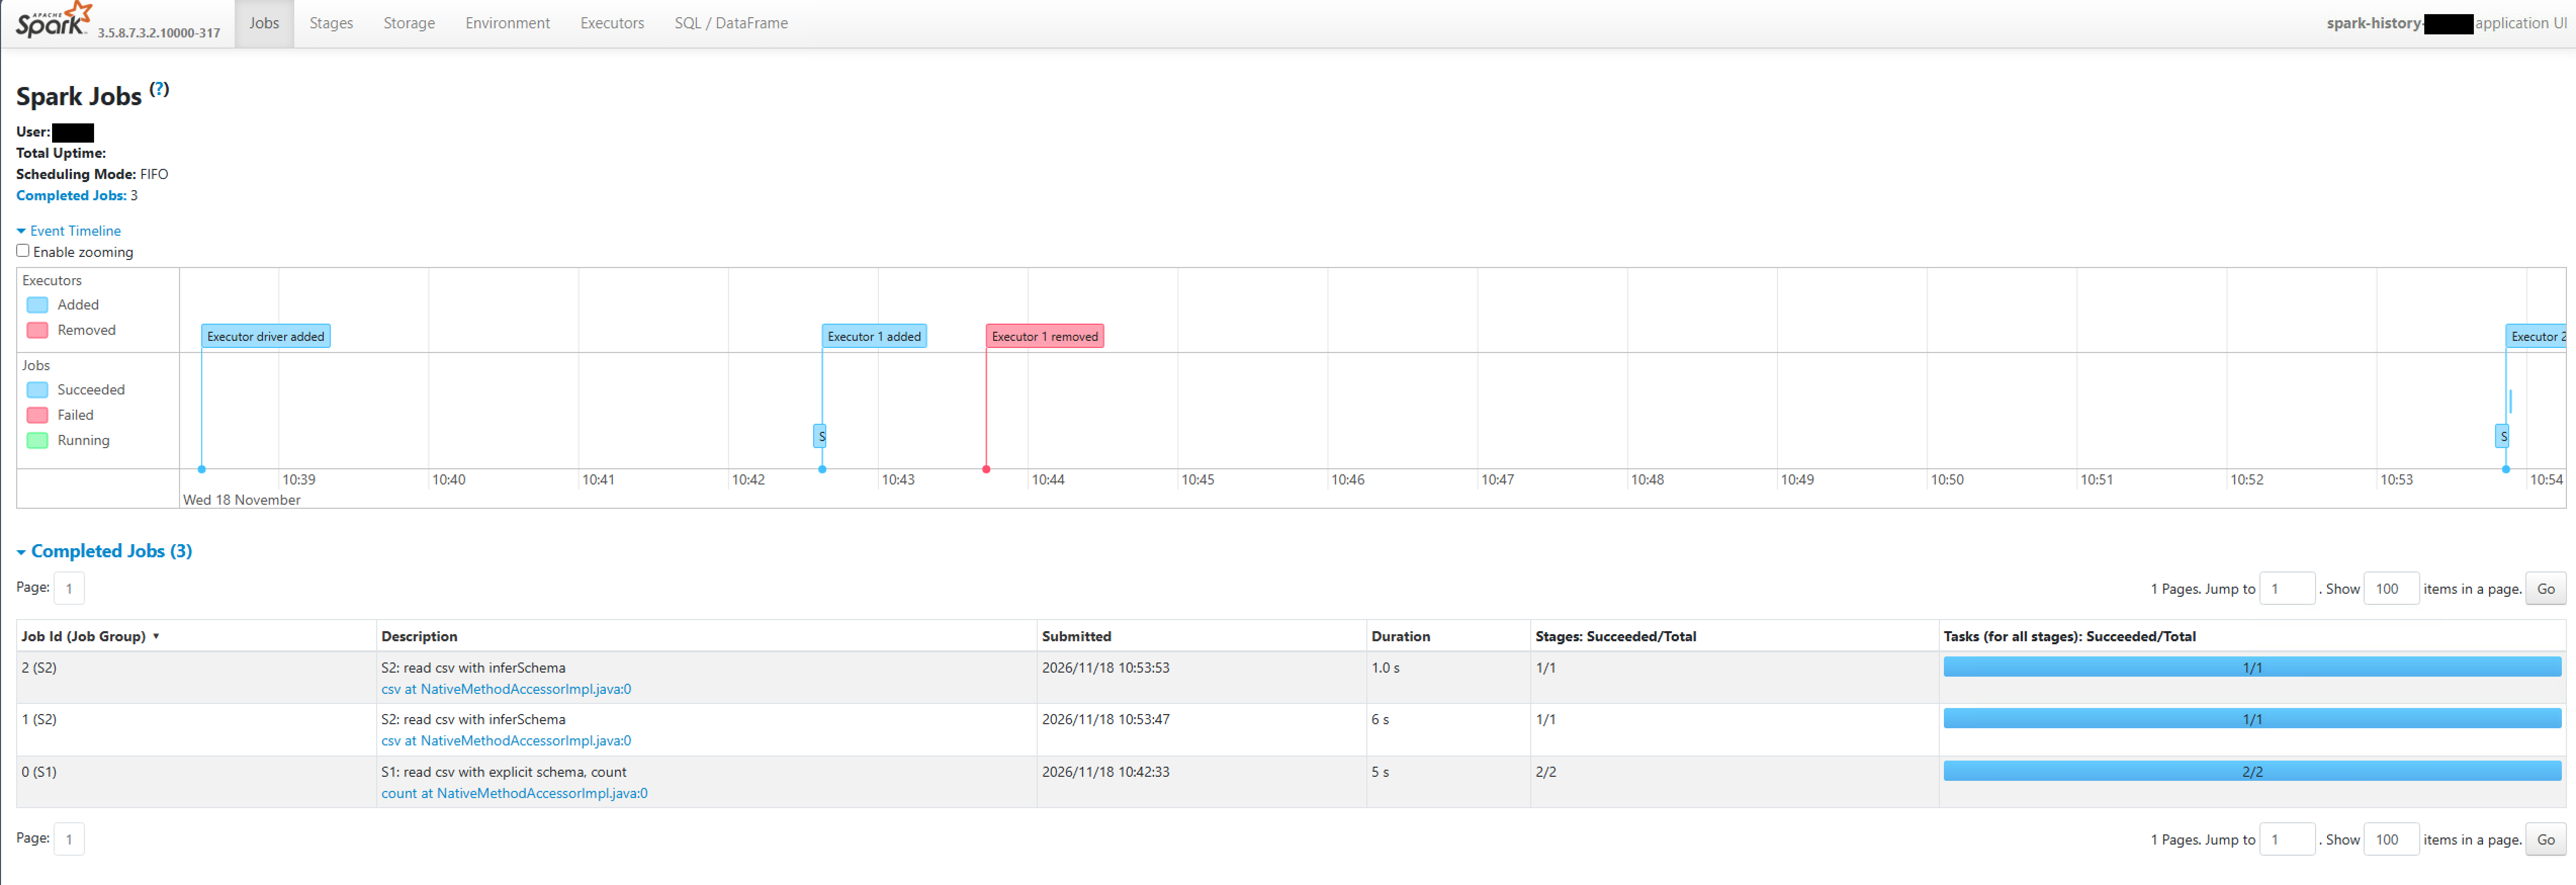 APACHE
Spark 3.5.8.7.3.2.10000-317 Jobs Stages Storage Environment Executors SQL / DataFrame spark-history- application UI
Spark Jobs (?)
User:
Total Uptime:
Scheduling Mode: FIFO
Completed Jobs: 3
Event Timeline
Enable zooming
Executors
Added
Removed
Executor driver added Executor 1 added Executor 1 removed Executor 2
Jobs
Succeeded
Failed
Running
S S
10:39 10:40 10:41 10:42 10:43 10:44 10:45 10:46 10:47 10:48 10:49 10:50 10:51 10:52 10:53 10:54
Wed 18 November
Completed Jobs (3)
Page: 1 1 Pages. Jump to 1 . Show 100 items in a page. Go
Job Id (Job Group) ▾ Description Submitted Duration Stages: Succeeded/Total Tasks (for all stages): Succeeded/Total
2 (S2) S2: read csv with inferSchema 2026/11/18 10:53:53 1.0 s 1/1 1/1
csv at NativeMethodAccessorImpl.java:0
1 (S2) S2: read csv with inferSchema 2026/11/18 10:53:47 6 s 1/1 1/1
csv at NativeMethodAccessorImpl.java:0
0 (S1) S1: read csv with explicit schema, count 2026/11/18 10:42:33 5 s 2/2 2/2
count at NativeMethodAccessorImpl.java:0
Page: 1 1 Pages. Jump to 1 . Show 100 items in a page. Go